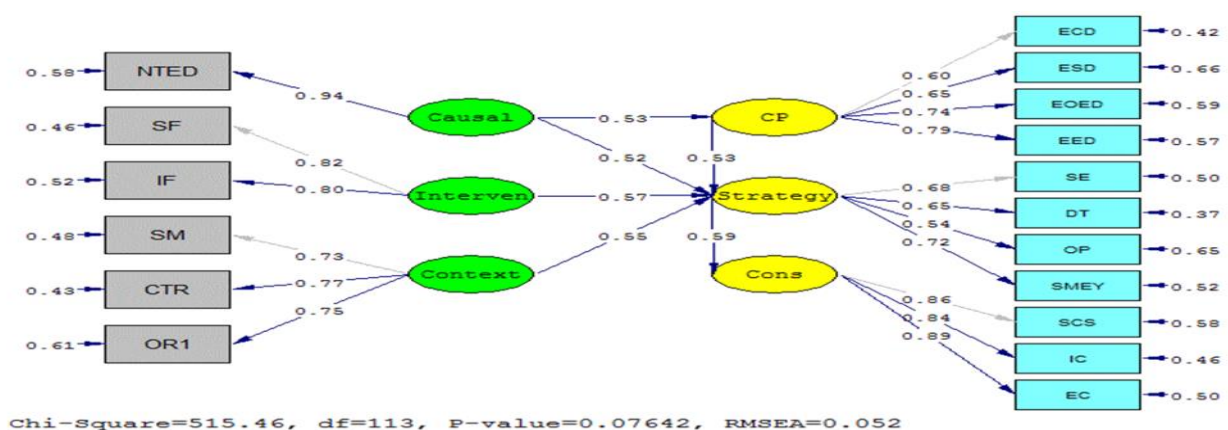 0.58 NTED
0.46 SF
0.52 IF
0.48 SM
0.43 CTR
0.61 OR1
0.94
0.82
0.80
0.73
0.77
0.75
Causal
Interven
Context
0.53
0.52
0.57
0.55
CP
0.53
Strategy
0.59
Cons
0.60
0.65
0.74
0.79
0.68
0.65
0.54
0.72
0.86
0.84
0.89
ECD 0.42
ESD 0.66
EOED 0.59
EED 0.57
SE 0.50
DT 0.37
OP 0.65
SMEY 0.52
SCS 0.58
IC 0.46
EC 0.50
Chi-Square=515.46, df=113, P-value=0.07642, RMSEA=0.052